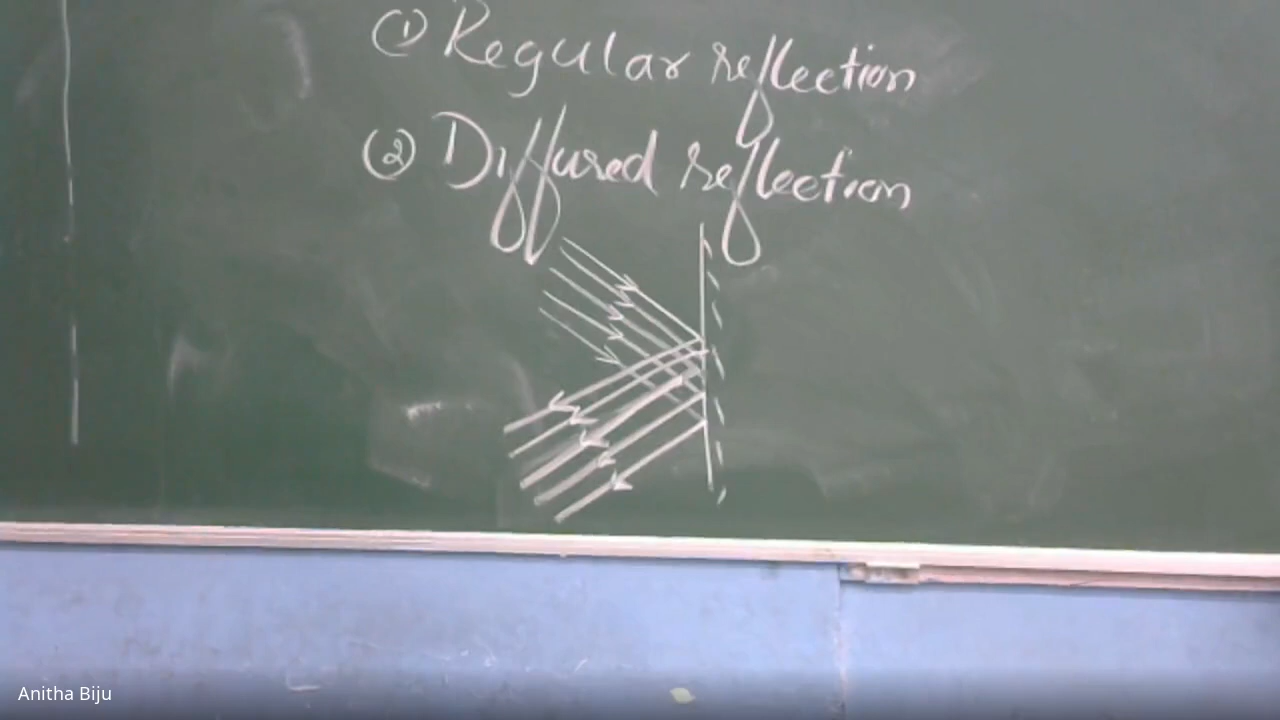 ① Regular reflection
② Diffused reflection
Anitha Biju